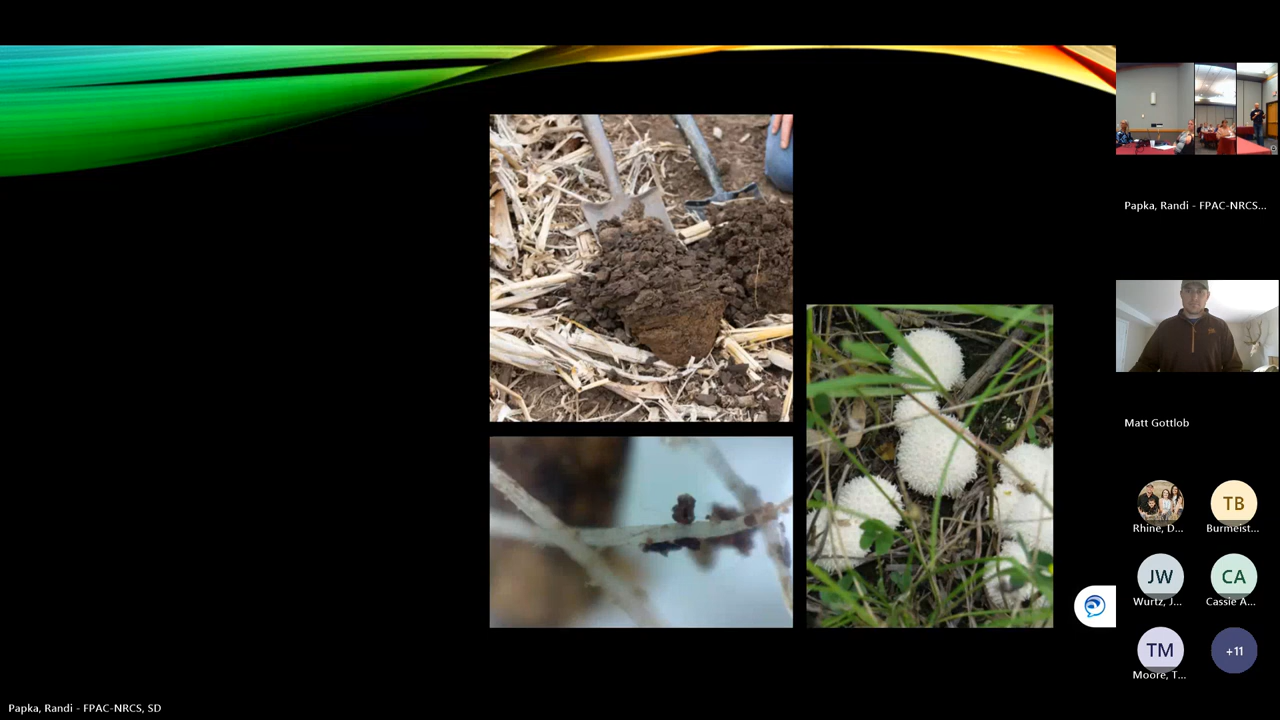 Papka, Randi - FPAC-NRCS...
Matt Gottlob
Rhine, D...
TB
Burmeist...
JW
Wurtz, J...
CA
Cassie A...
TM
Moore, T...
+11
Papka, Randi - FPAC-NRCS, SD